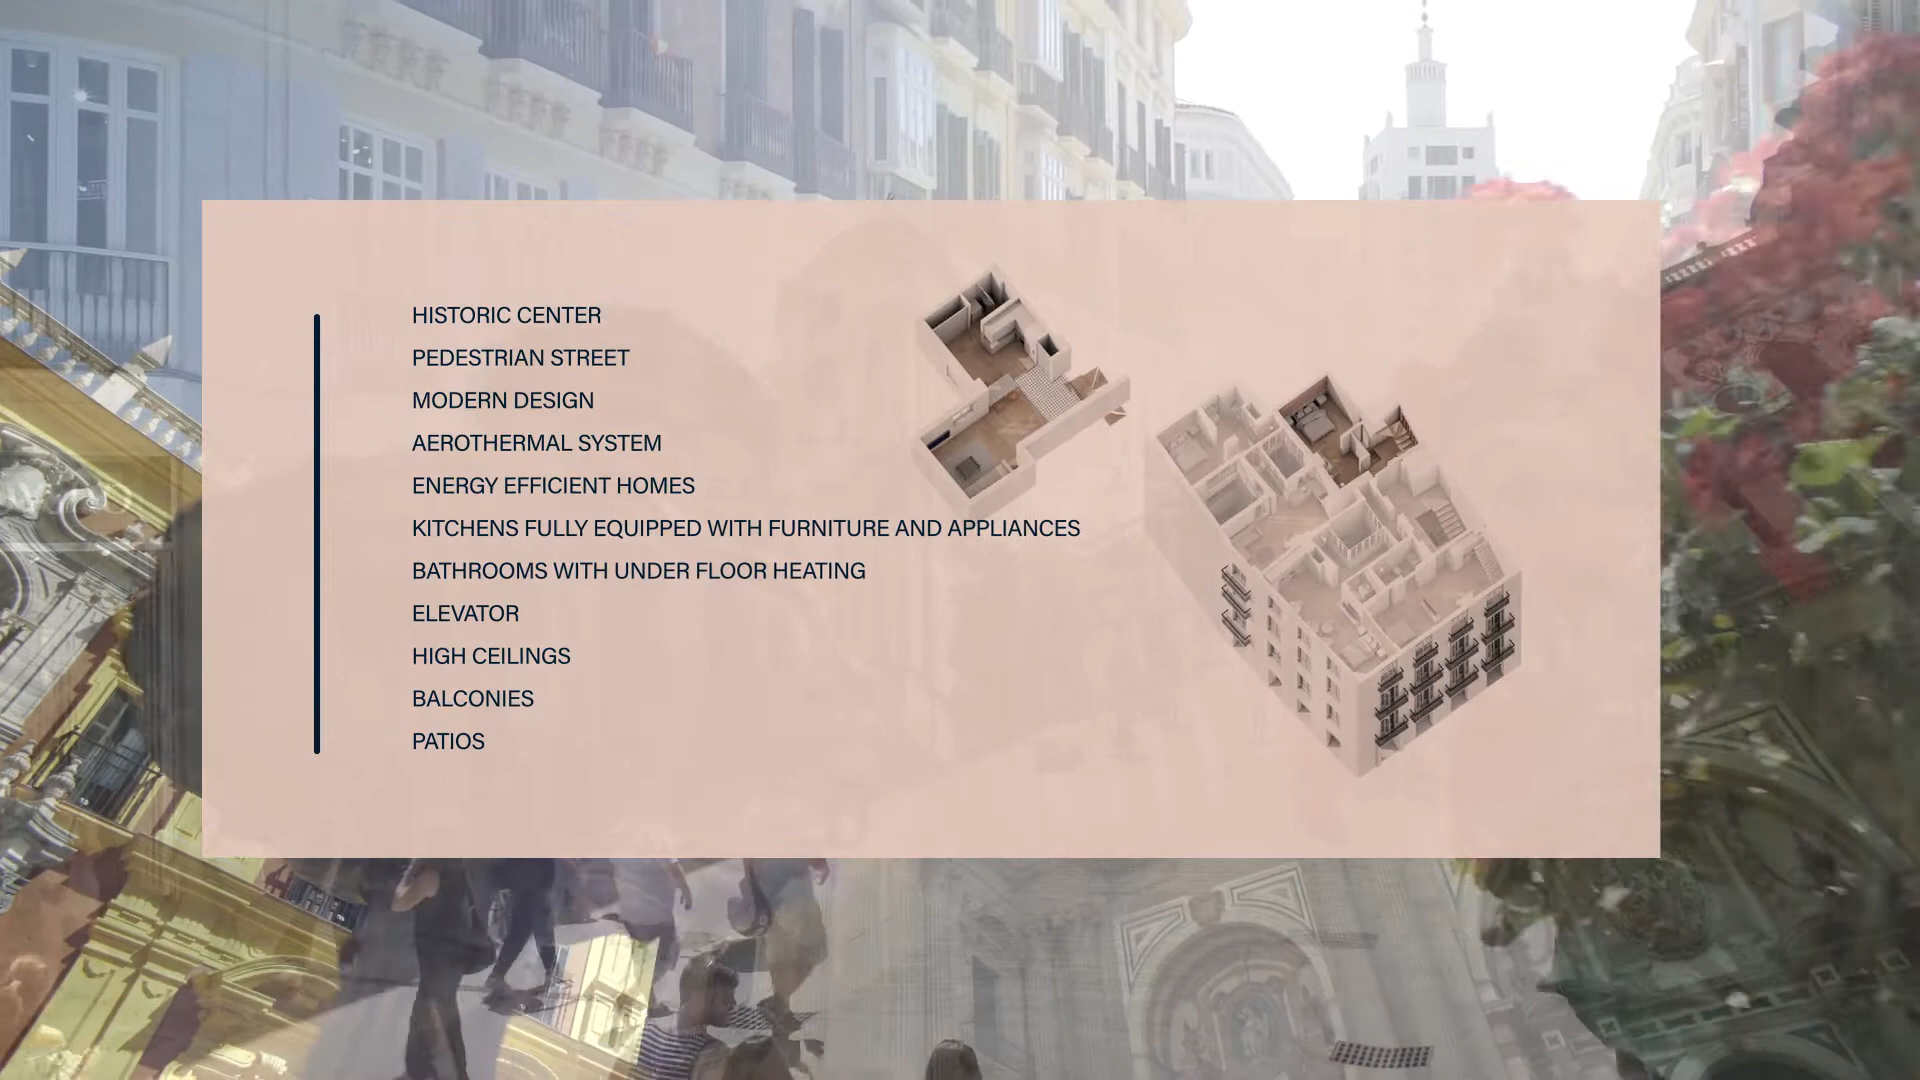 HISTORIC CENTER
PEDESTRIAN STREET
MODERN DESIGN
AEROTHERMAL SYSTEM
ENERGY EFFICIENT HOMES
KITCHENS FULLY EQUIPPED WITH FURNITURE AND APPLIANCES
BATHROOMS WITH UNDER FLOOR HEATING
ELEVATOR
HIGH CEILINGS
BALCONIES
PATIOS